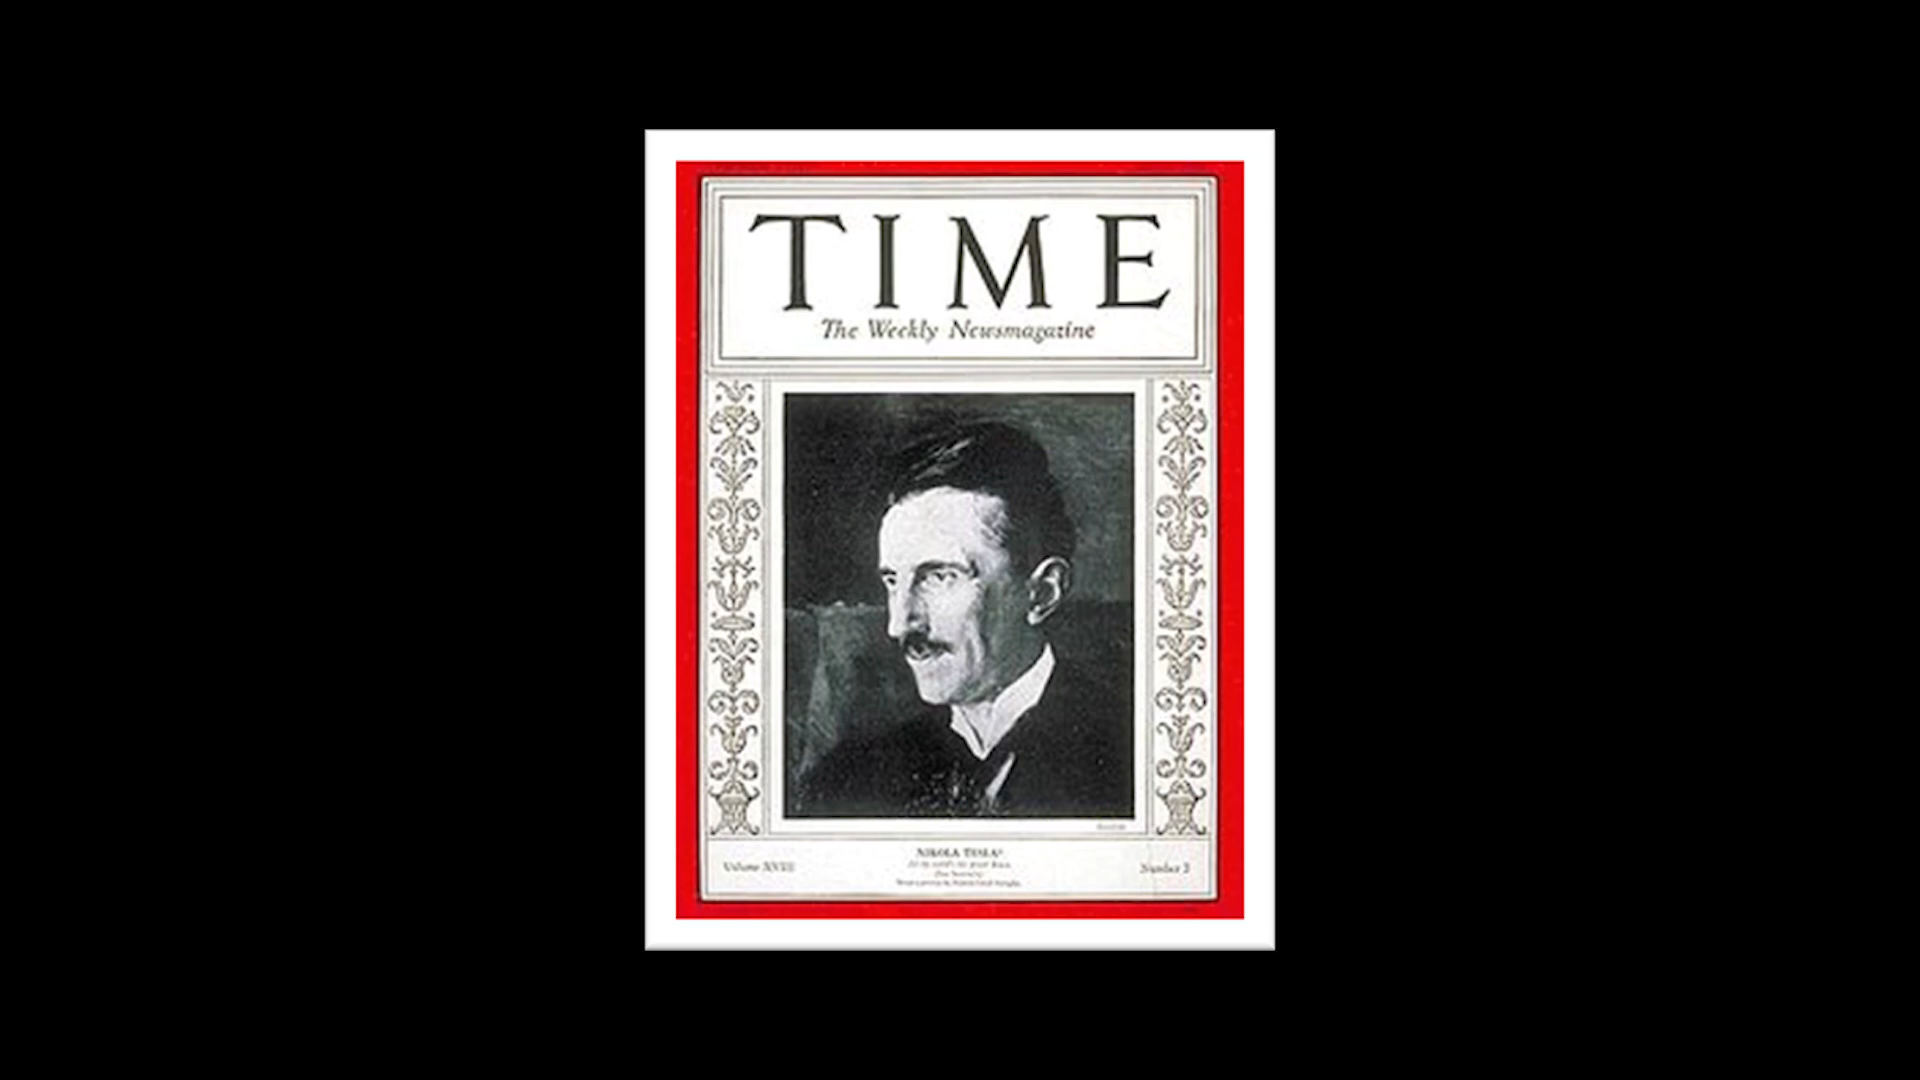 TIME
The Weekly Newsmagazine
Volume XVIII
NIKOLA TESLA
Number 3